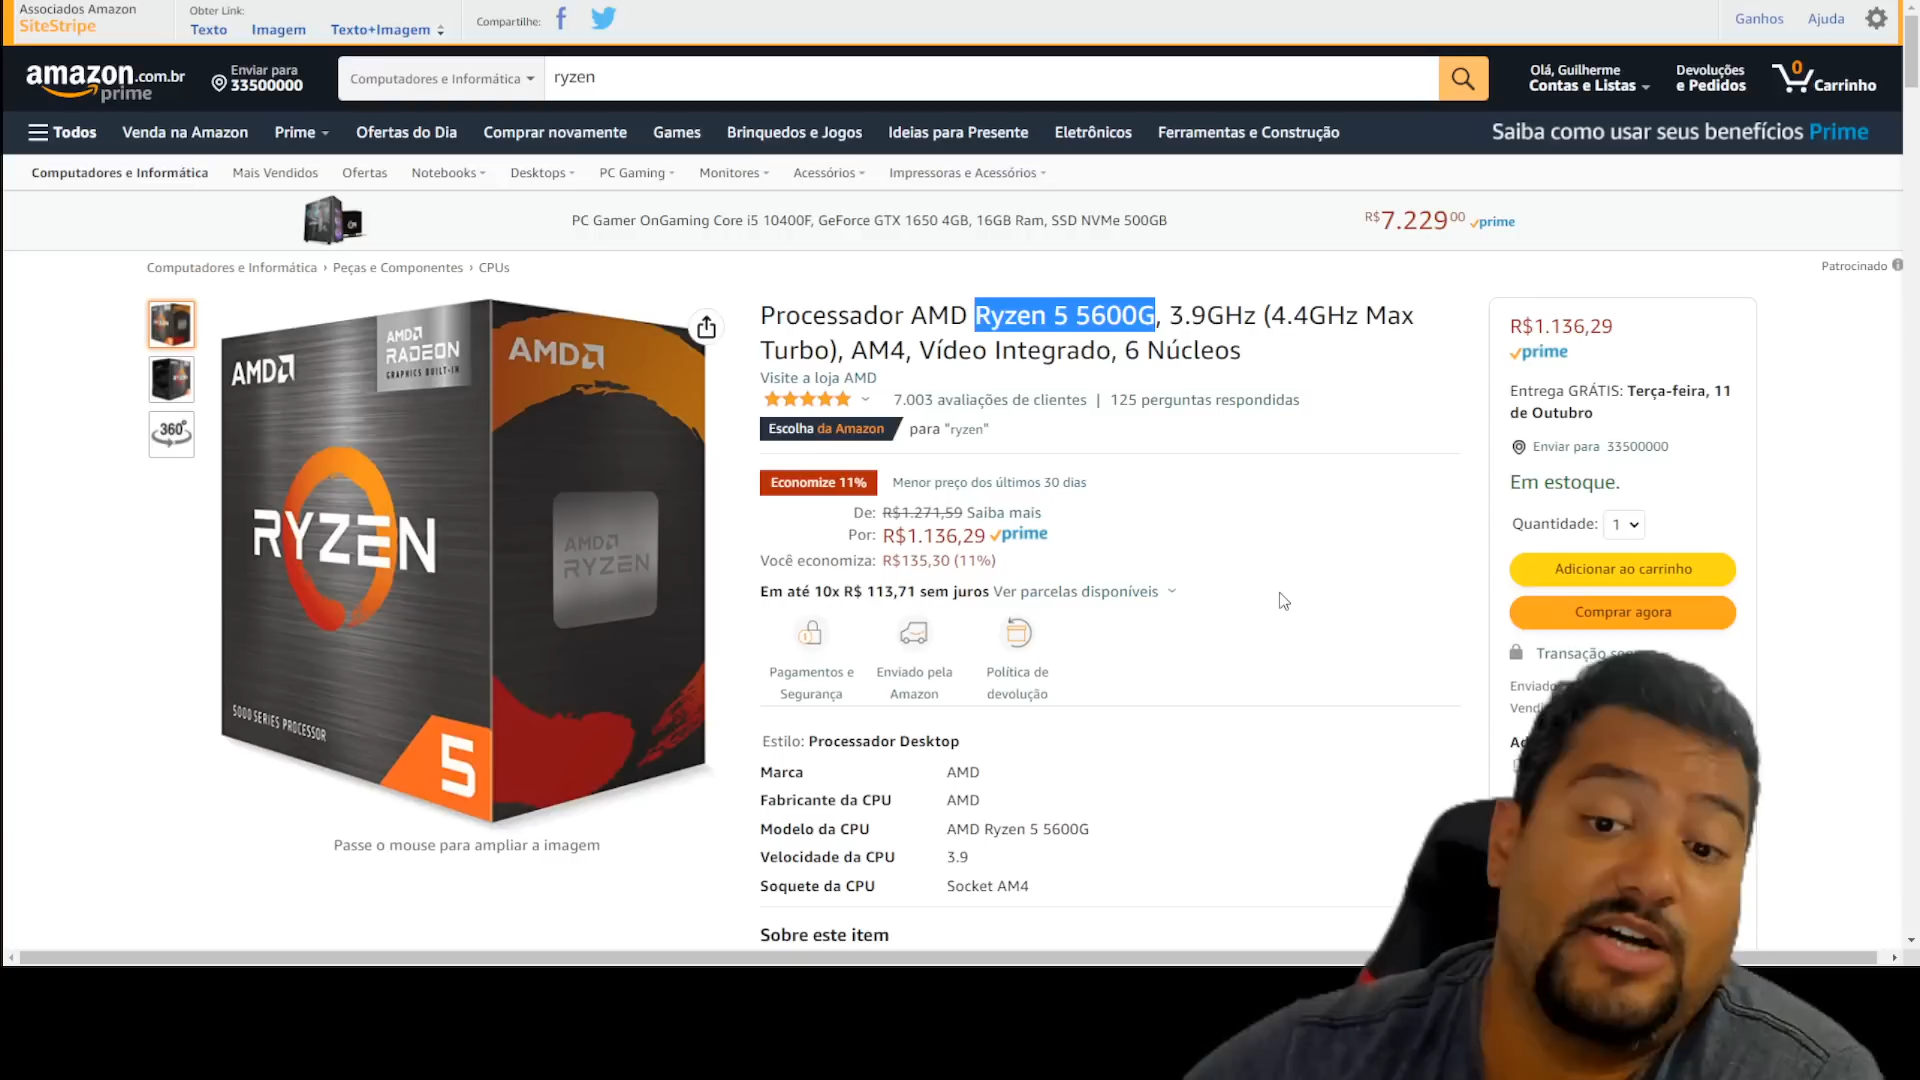 Associados Amazon
SiteStripe
Obter Link:
Texto Imagem Texto+Imagem
Compartilhe:
Ganhos Ajuda
amazon.com.br
prime
Enviar para
33500000
Computadores e Informática
ryzen
Olá, Guilherme
Contas e Listas
Devoluções
e Pedidos
0
Carrinho
Todos Venda na Amazon Prime Ofertas do Dia Comprar novamente Games Brinquedos e Jogos Ideias para Presente Eletrônicos Ferramentas e Construção
Saiba como usar seus benefícios Prime
Computadores e Informática Mais Vendidos Ofertas Notebooks Desktops PC Gaming Monitores Acessórios Impressoras e Acessórios
PC Gamer OnGaming Core i5 10400F, GeForce GTX 1650 4GB, 16GB Ram, SSD NVMe 500GB
R$7.22900 prime
Computadores e Informática › Peças e Componentes › CPUs
Patrocinado
360°
AMD
AMD
RADEON
GRAPHICS BUILT-IN
AMD
RYZEN
AMD
RYZEN
5000 SERIES PROCESSOR
5
Passe o mouse para ampliar a imagem
Processador AMD Ryzen 5 5600G, 3.9GHz (4.4GHz Max
Turbo), AM4, Vídeo Integrado, 6 Núcleos
Visite a loja AMD
7.003 avaliações de clientes | 125 perguntas respondidas
Escolha da Amazon para "ryzen"
Economize 11% Menor preço dos últimos 30 dias
De: R$1.271,59 Saiba mais
Por: R$1.136,29 prime
Você economiza: R$135,30 (11%)
Em até 10x R$ 113,71 sem juros Ver parcelas disponíveis
Pagamentos e
Segurança
Enviado pela
Amazon
Política de
devolução
Estilo: Processador Desktop
Marca AMD
Fabricante da CPU AMD
Modelo da CPU AMD Ryzen 5 5600G
Velocidade da CPU 3.9
Soquete da CPU Socket AM4
Sobre este item
R$1.136,29
prime
Entrega GRÁTIS: Terça-feira, 11
de Outubro
Enviar para 33500000
Em estoque.
Quantidade: 1
Adicionar ao carrinho
Comprar agora
Transação